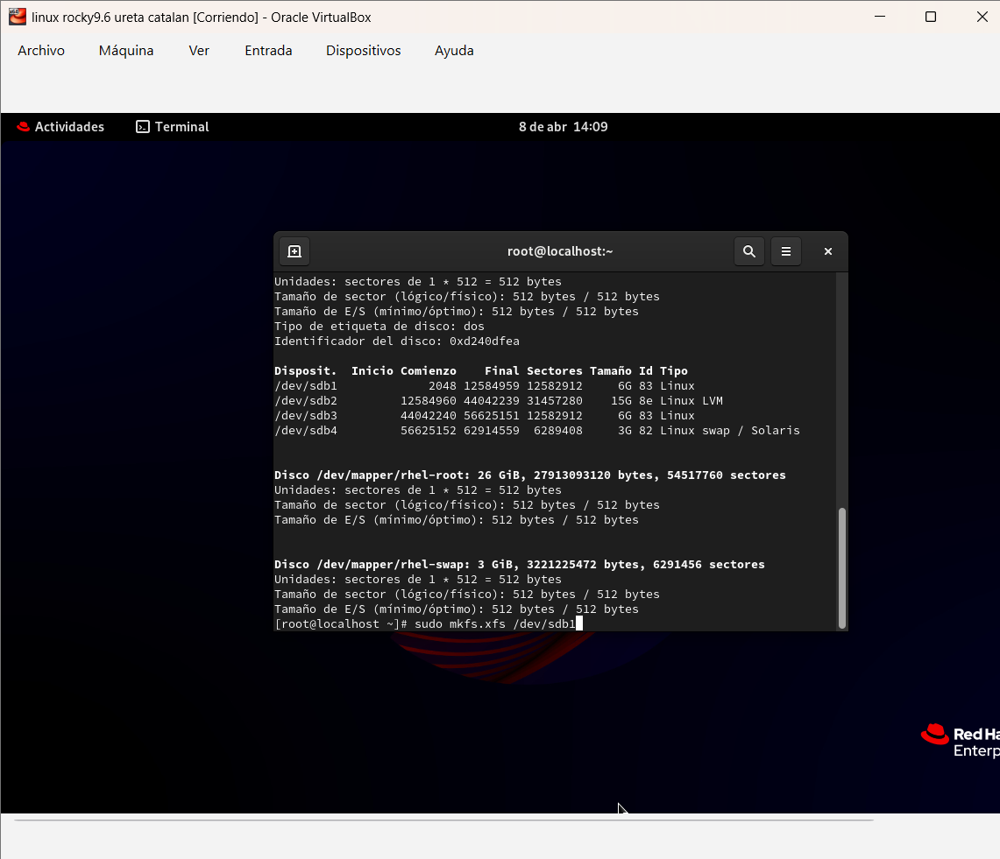 linux rocky9.6 ureta catalan [Corriendo] - Oracle VirtualBox
Archivo Máquina Ver Entrada Dispositivos Ayuda
Actividades Terminal 8 de abr 14:09
root@localhost:~
Unidades: sectores de 1 * 512 = 512 bytes
Tamaño de sector (lógico/físico): 512 bytes / 512 bytes
Tamaño de E/S (mínimo/óptimo): 512 bytes / 512 bytes
Tipo de etiqueta de disco: dos
Identificador del disco: 0xd240dfea
Disposit. Inicio Comienzo Final Sectores Tamaño Id Tipo
/dev/sdb1 2048 12584959 12582912 6G 83 Linux
/dev/sdb2 12584960 44042239 31457280 15G 8e Linux LVM
/dev/sdb3 44042240 56625151 12582912 6G 83 Linux
/dev/sdb4 56625152 62914559 6289408 3G 82 Linux swap / Solaris
Disco /dev/mapper/rhel-root: 26 GiB, 27913093120 bytes, 54517760 sectores
Unidades: sectores de 1 * 512 = 512 bytes
Tamaño de sector (lógico/físico): 512 bytes / 512 bytes
Tamaño de E/S (mínimo/óptimo): 512 bytes / 512 bytes
Disco /dev/mapper/rhel-swap: 3 GiB, 3221225472 bytes, 6291456 sectores
Unidades: sectores de 1 * 512 = 512 bytes
Tamaño de sector (lógico/físico): 512 bytes / 512 bytes
Tamaño de E/S (mínimo/óptimo): 512 bytes / 512 bytes
[root@localhost ~]# sudo mkfs.xfs /dev/sdb1
Red Ha
Enterp